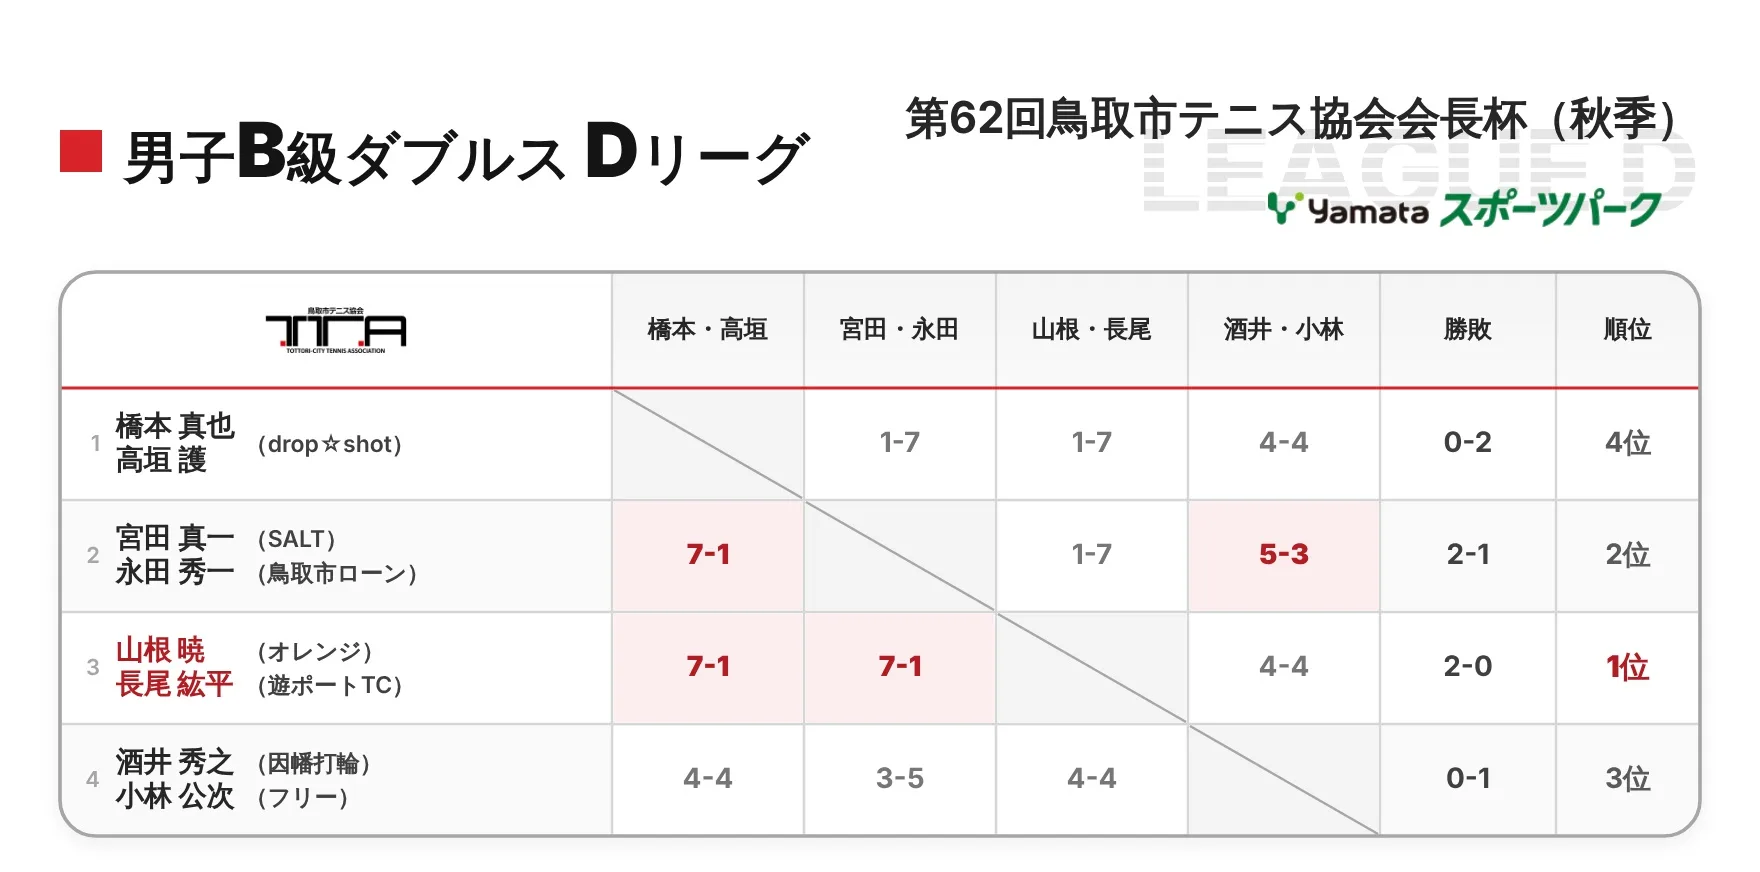 第62回鳥取市テニス協会会長杯（秋季）
男子B級ダブルス Dリーグ
LEAGUE D
Yamata スポーツパーク
鳥取市テニス協会
TTA
TOTTORI-CITY TENNIS ASSOCIATION
橋本・高垣 宮田・永田 山根・長尾 酒井・小林 勝敗 順位
1 橋本 真也 高垣 護 （drop☆shot） 1-7 1-7 4-4 0-2 4位
2 宮田 真一 （SALT） 永田 秀一 （鳥取市ローン） 7-1 1-7 5-3 2-1 2位
3 山根 暁 （オレンジ） 長尾 紘平 （遊ポートTC） 7-1 7-1 4-4 2-0 1位
4 酒井 秀之 （因幡打輪） 小林 公次 （フリー） 4-4 3-5 4-4 0-1 3位